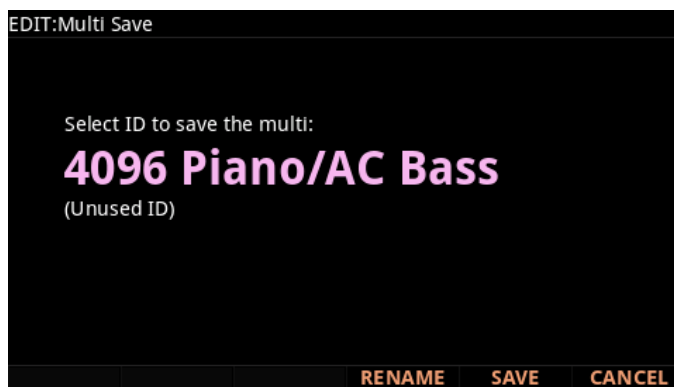 EDIT:Multi Save
Select ID to save the multi:
4096 Piano/AC Bass
(Unused ID)
RENAME SAVE CANCEL